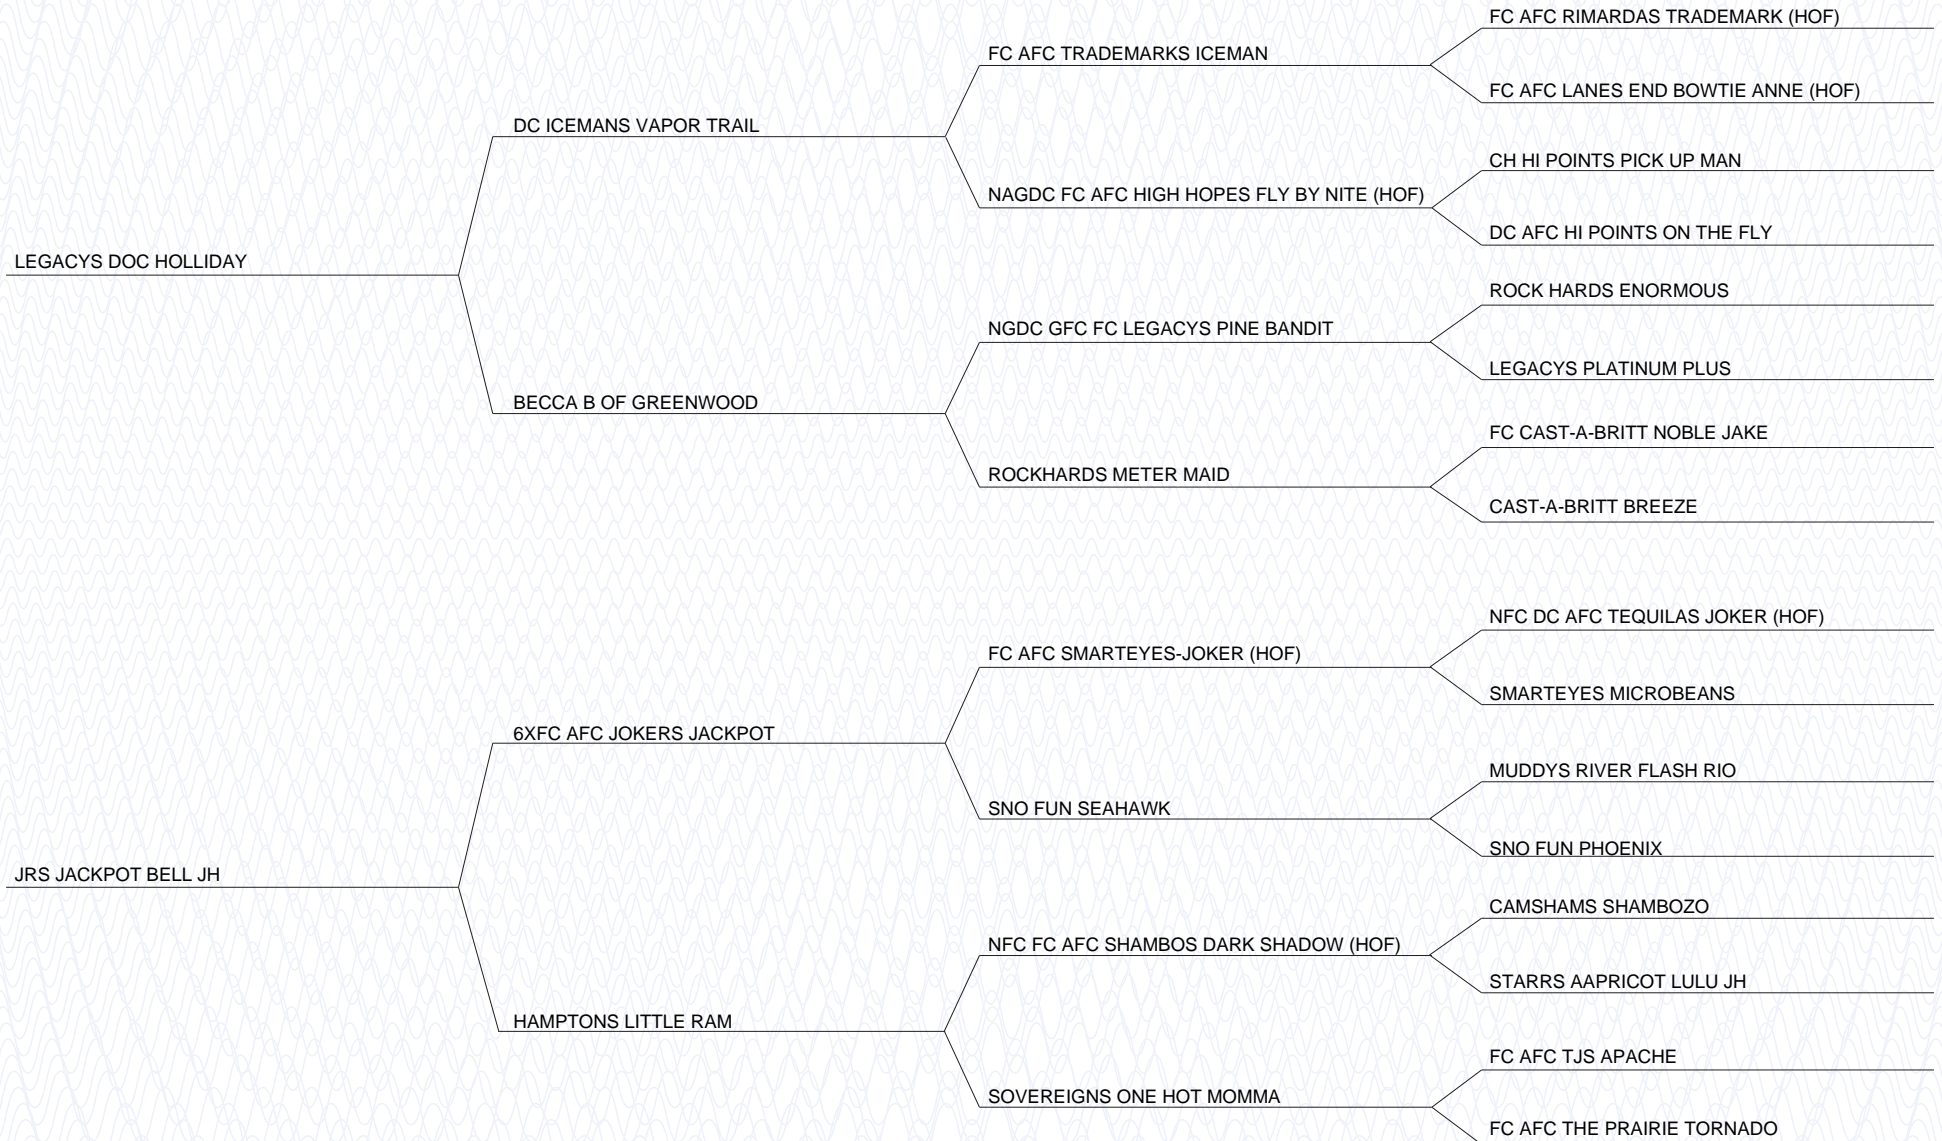 FC AFC RIMARDAS TRADEMARK (HOF)
FC AFC TRADEMARKS ICEMAN
FC AFC LANES END BOWTIE ANNE (HOF)
DC ICEMANS VAPOR TRAIL
CH HI POINTS PICK UP MAN
NAGDC FC AFC HIGH HOPES FLY BY NITE (HOF)
DC AFC HI POINTS ON THE FLY
LEGACYS DOC HOLLIDAY
ROCK HARDS ENORMOUS
NGDC GFC FC LEGACYS PINE BANDIT
LEGACYS PLATINUM PLUS
BECCA B OF GREENWOOD
FC CAST-A-BRITT NOBLE JAKE
ROCKHARDS METER MAID
CAST-A-BRITT BREEZE
NFC DC AFC TEQUILAS JOKER (HOF)
FC AFC SMARTEYES-JOKER (HOF)
SMARTEYES MICROBEANS
6XFC AFC JOKERS JACKPOT
MUDDYS RIVER FLASH RIO
SNO FUN SEAHAWK
SNO FUN PHOENIX
JRS JACKPOT BELL JH
CAMSHAMS SHAMBOZO
NFC FC AFC SHAMBOS DARK SHADOW (HOF)
STARRS AAPRICOT LULU JH
HAMPTONS LITTLE RAM
FC AFC TJS APACHE
SOVEREIGNS ONE HOT MOMMA
FC AFC THE PRAIRIE TORNADO